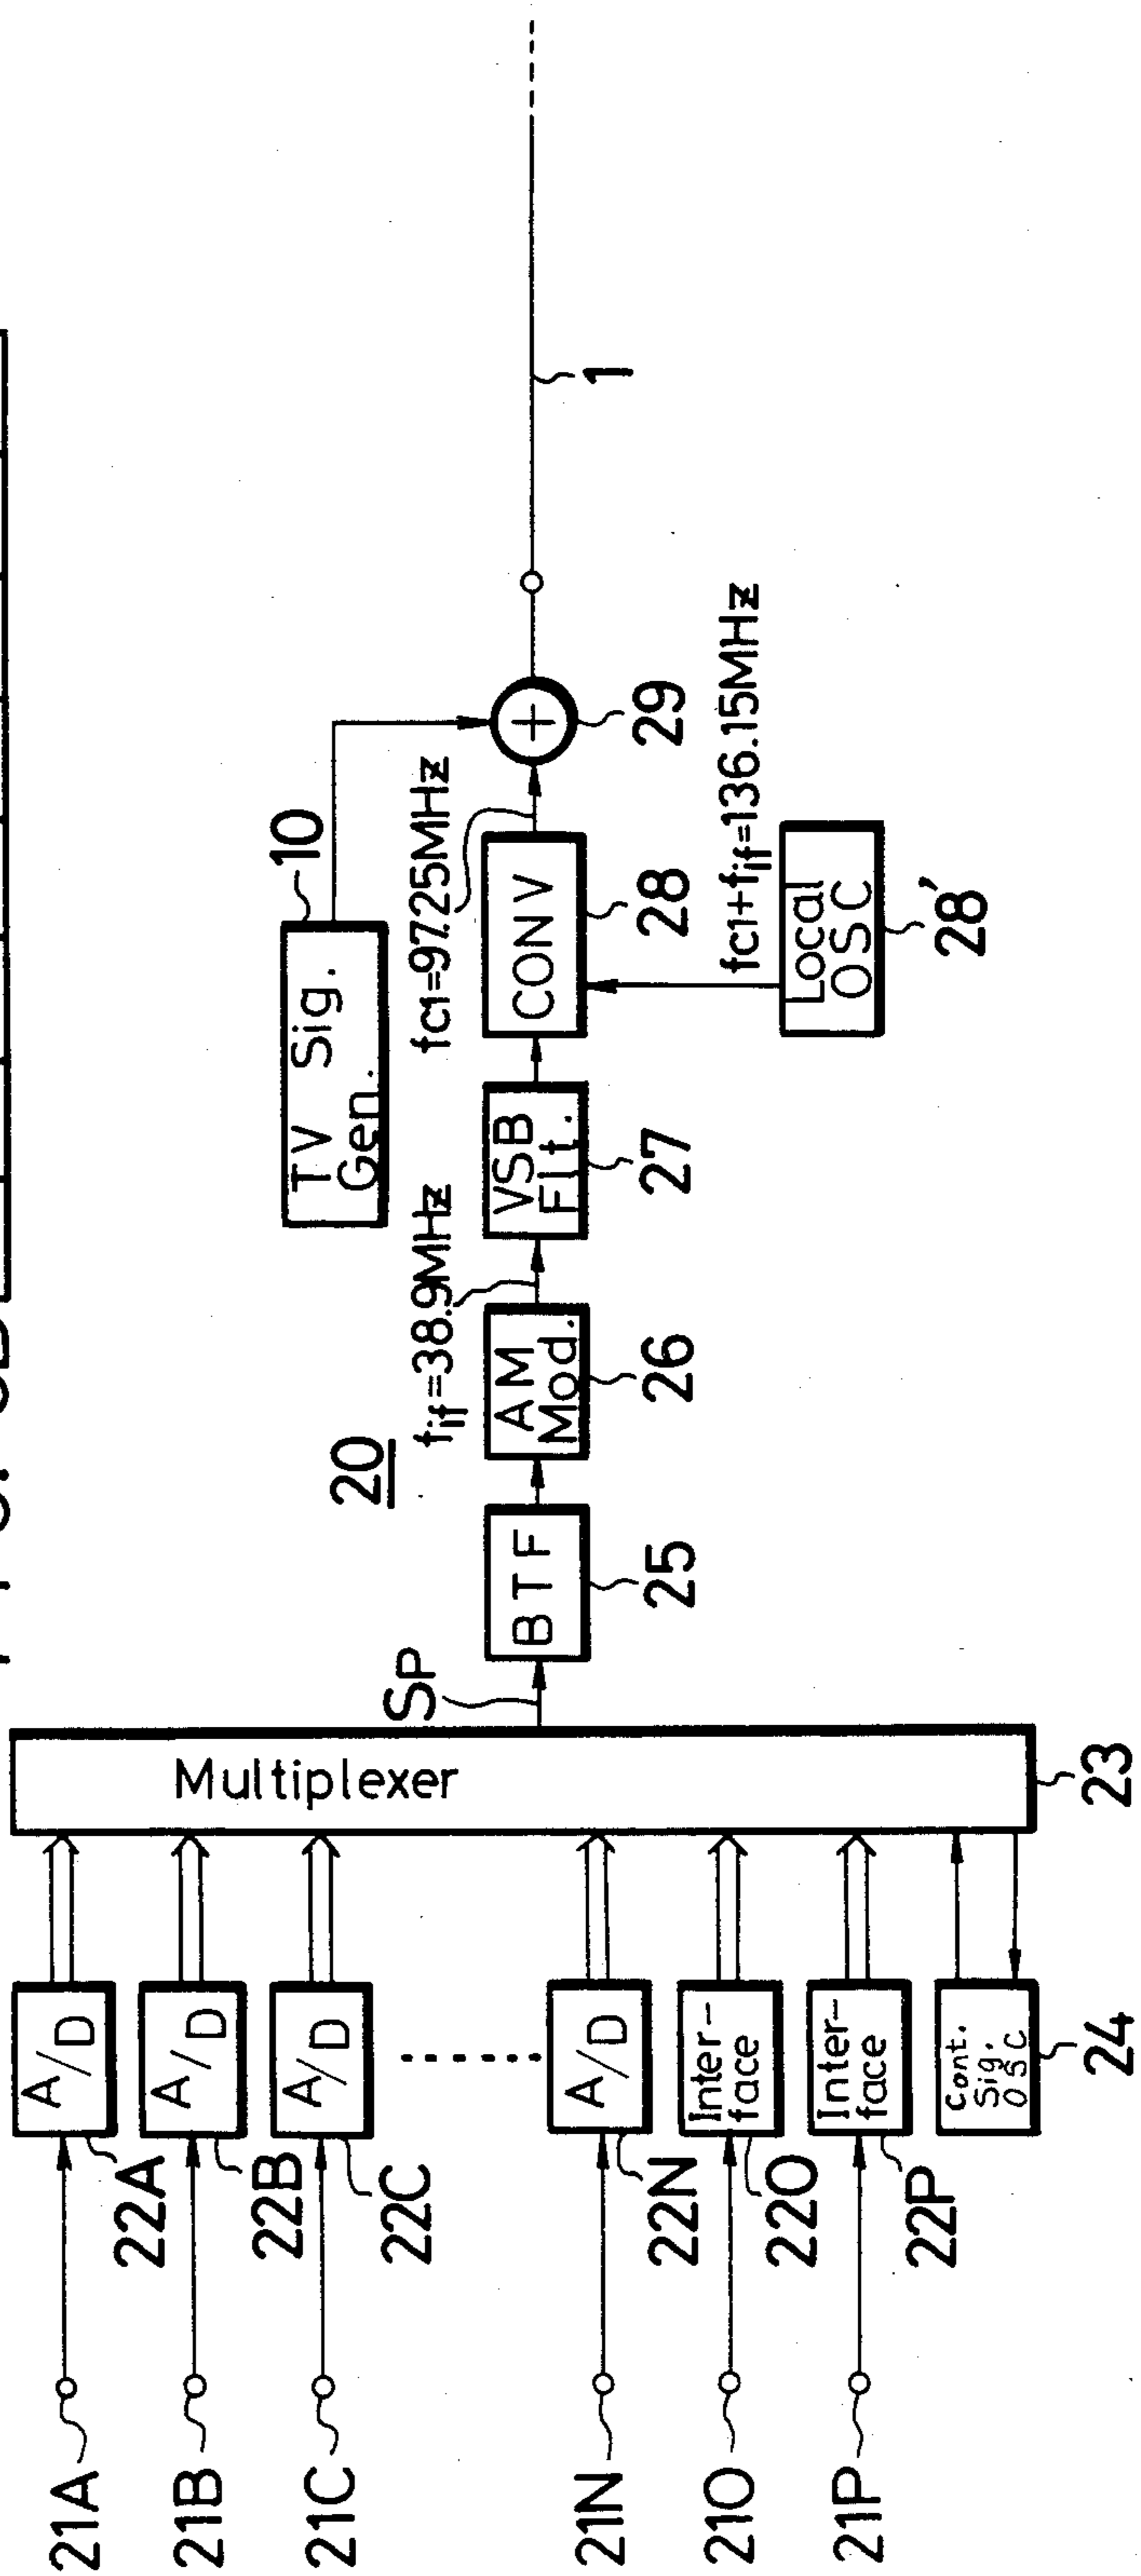 21A
21B
21C
21N
21O
21P
22A
22B
22C
22N
22O
22P
A/D
A/D
A/D
A/D
Inter-
face
Inter-
face
Cont.
Sig.
OSC
24
Multiplexer
23
SP
20
BTF
25
AM
Mod.
26
fif=38.9MHz
VSB
Flt.
27
fc1=97.25MHz
CONV
28
TV Sig.
Gen.
10
fc1+fif=136.15MHz
Local
OSC
28'
+
29
1